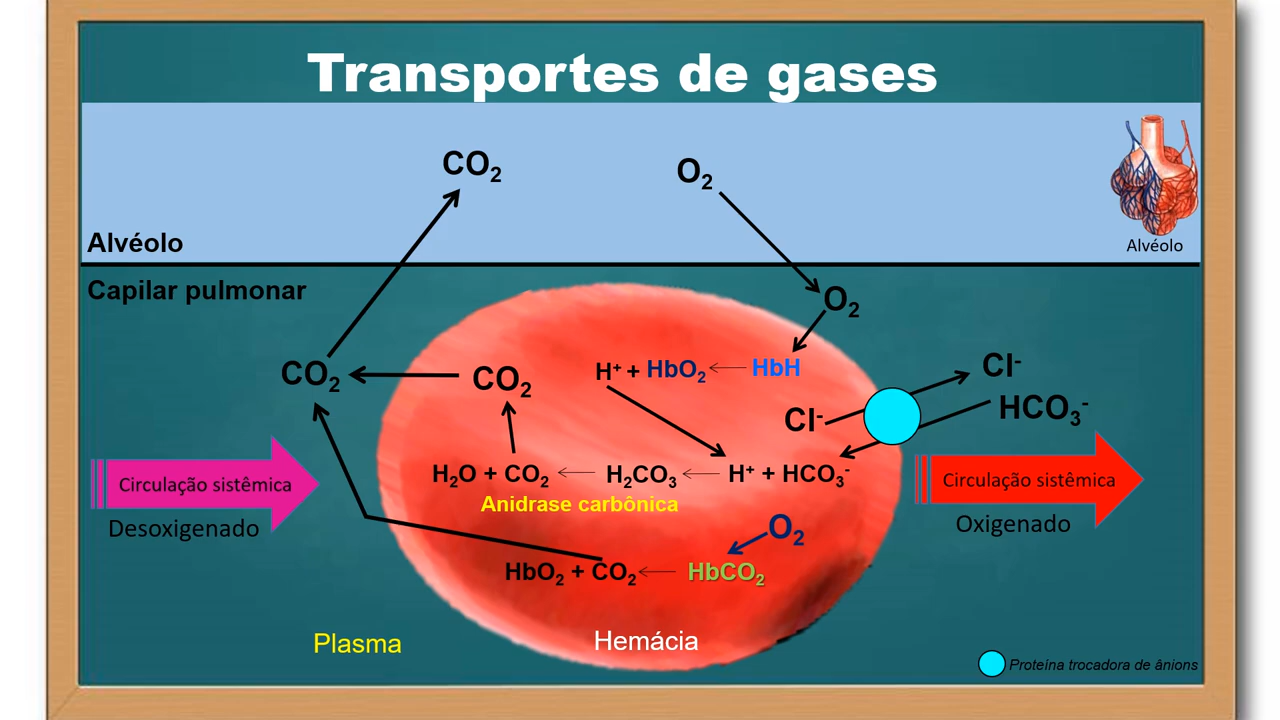 Transportes de gases
CO₂
O₂
Alvéolo
Alvéolo
Capilar pulmonar
O₂
CO₂
CO₂
H⁺ + HbO₂ ← HbH
Cl⁻
Cl⁻
HCO₃⁻
H₂O + CO₂ ← H₂CO₃ ← H⁺ + HCO₃⁻
Anidrase carbônica
Circulação sistêmica
Desoxigenado
Circulação sistêmica
Oxigenado
O₂
HbO₂ + CO₂ ← HbCO₂
Plasma
Hemácia
Proteína trocadora de ânions